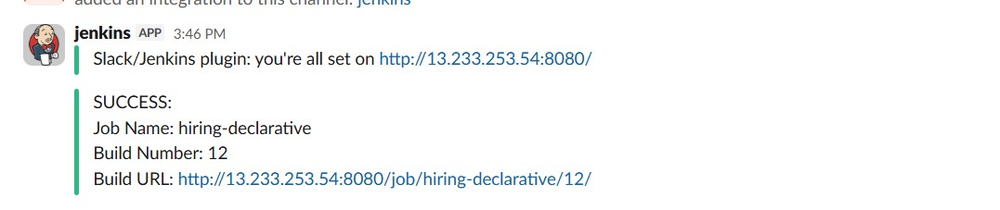 added an integration to this channel: jenkins
jenkins APP 3:46 PM
Slack/Jenkins plugin: you're all set on http://13.233.253.54:8080/
SUCCESS:
Job Name: hiring-declarative
Build Number: 12
Build URL: http://13.233.253.54:8080/job/hiring-declarative/12/